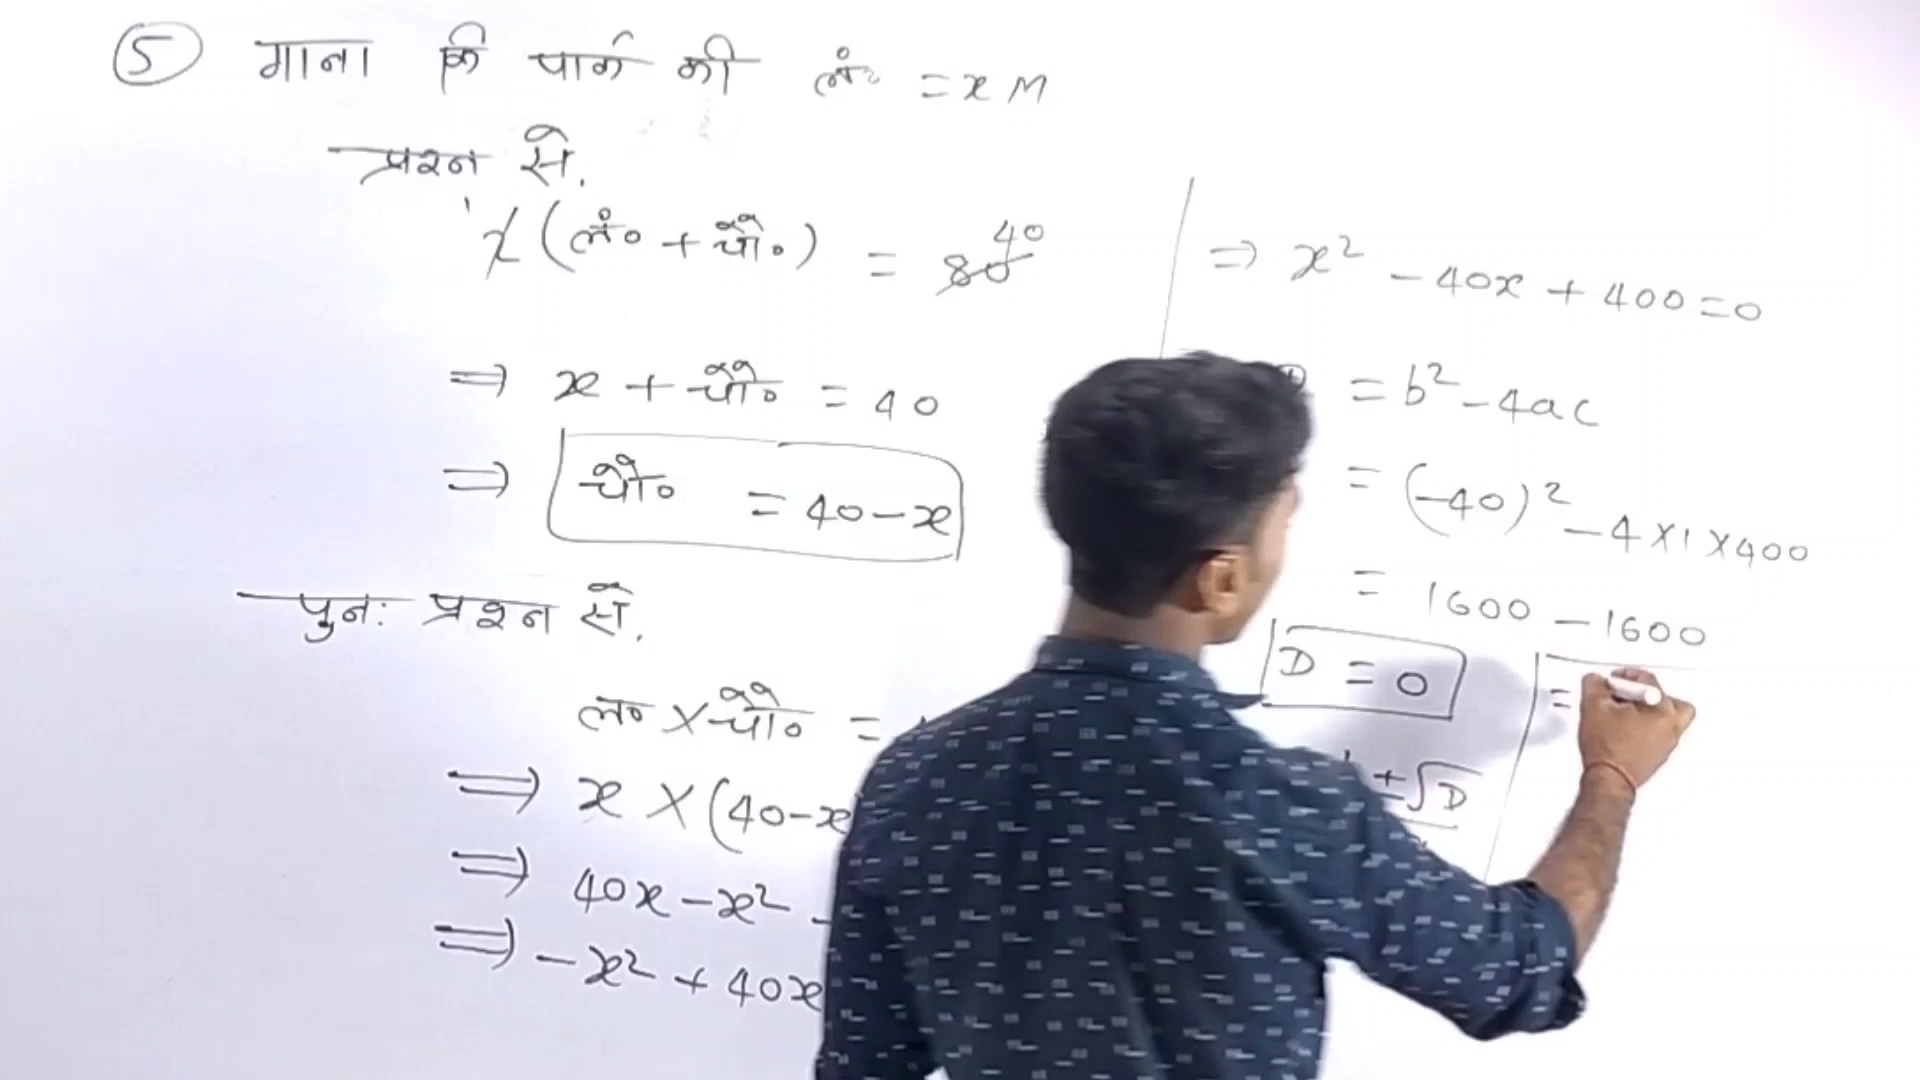 5 माना कि पार्क की लं० = x M
प्रश्न से,
2 (लं० + चौ०) = 80 40
⇒ x + चौ० = 40
⇒ चौ० = 40 - x
पुनः प्रश्न से,
ल० × चौ० =
⇒ x × (40-x
⇒ 40x - x² -
⇒ -x² + 40x
⇒ x² - 40x + 400 = 0
= b² - 4ac
= (-40)² - 4×1×400
= 1600 - 1600
D = 0
± √D
=